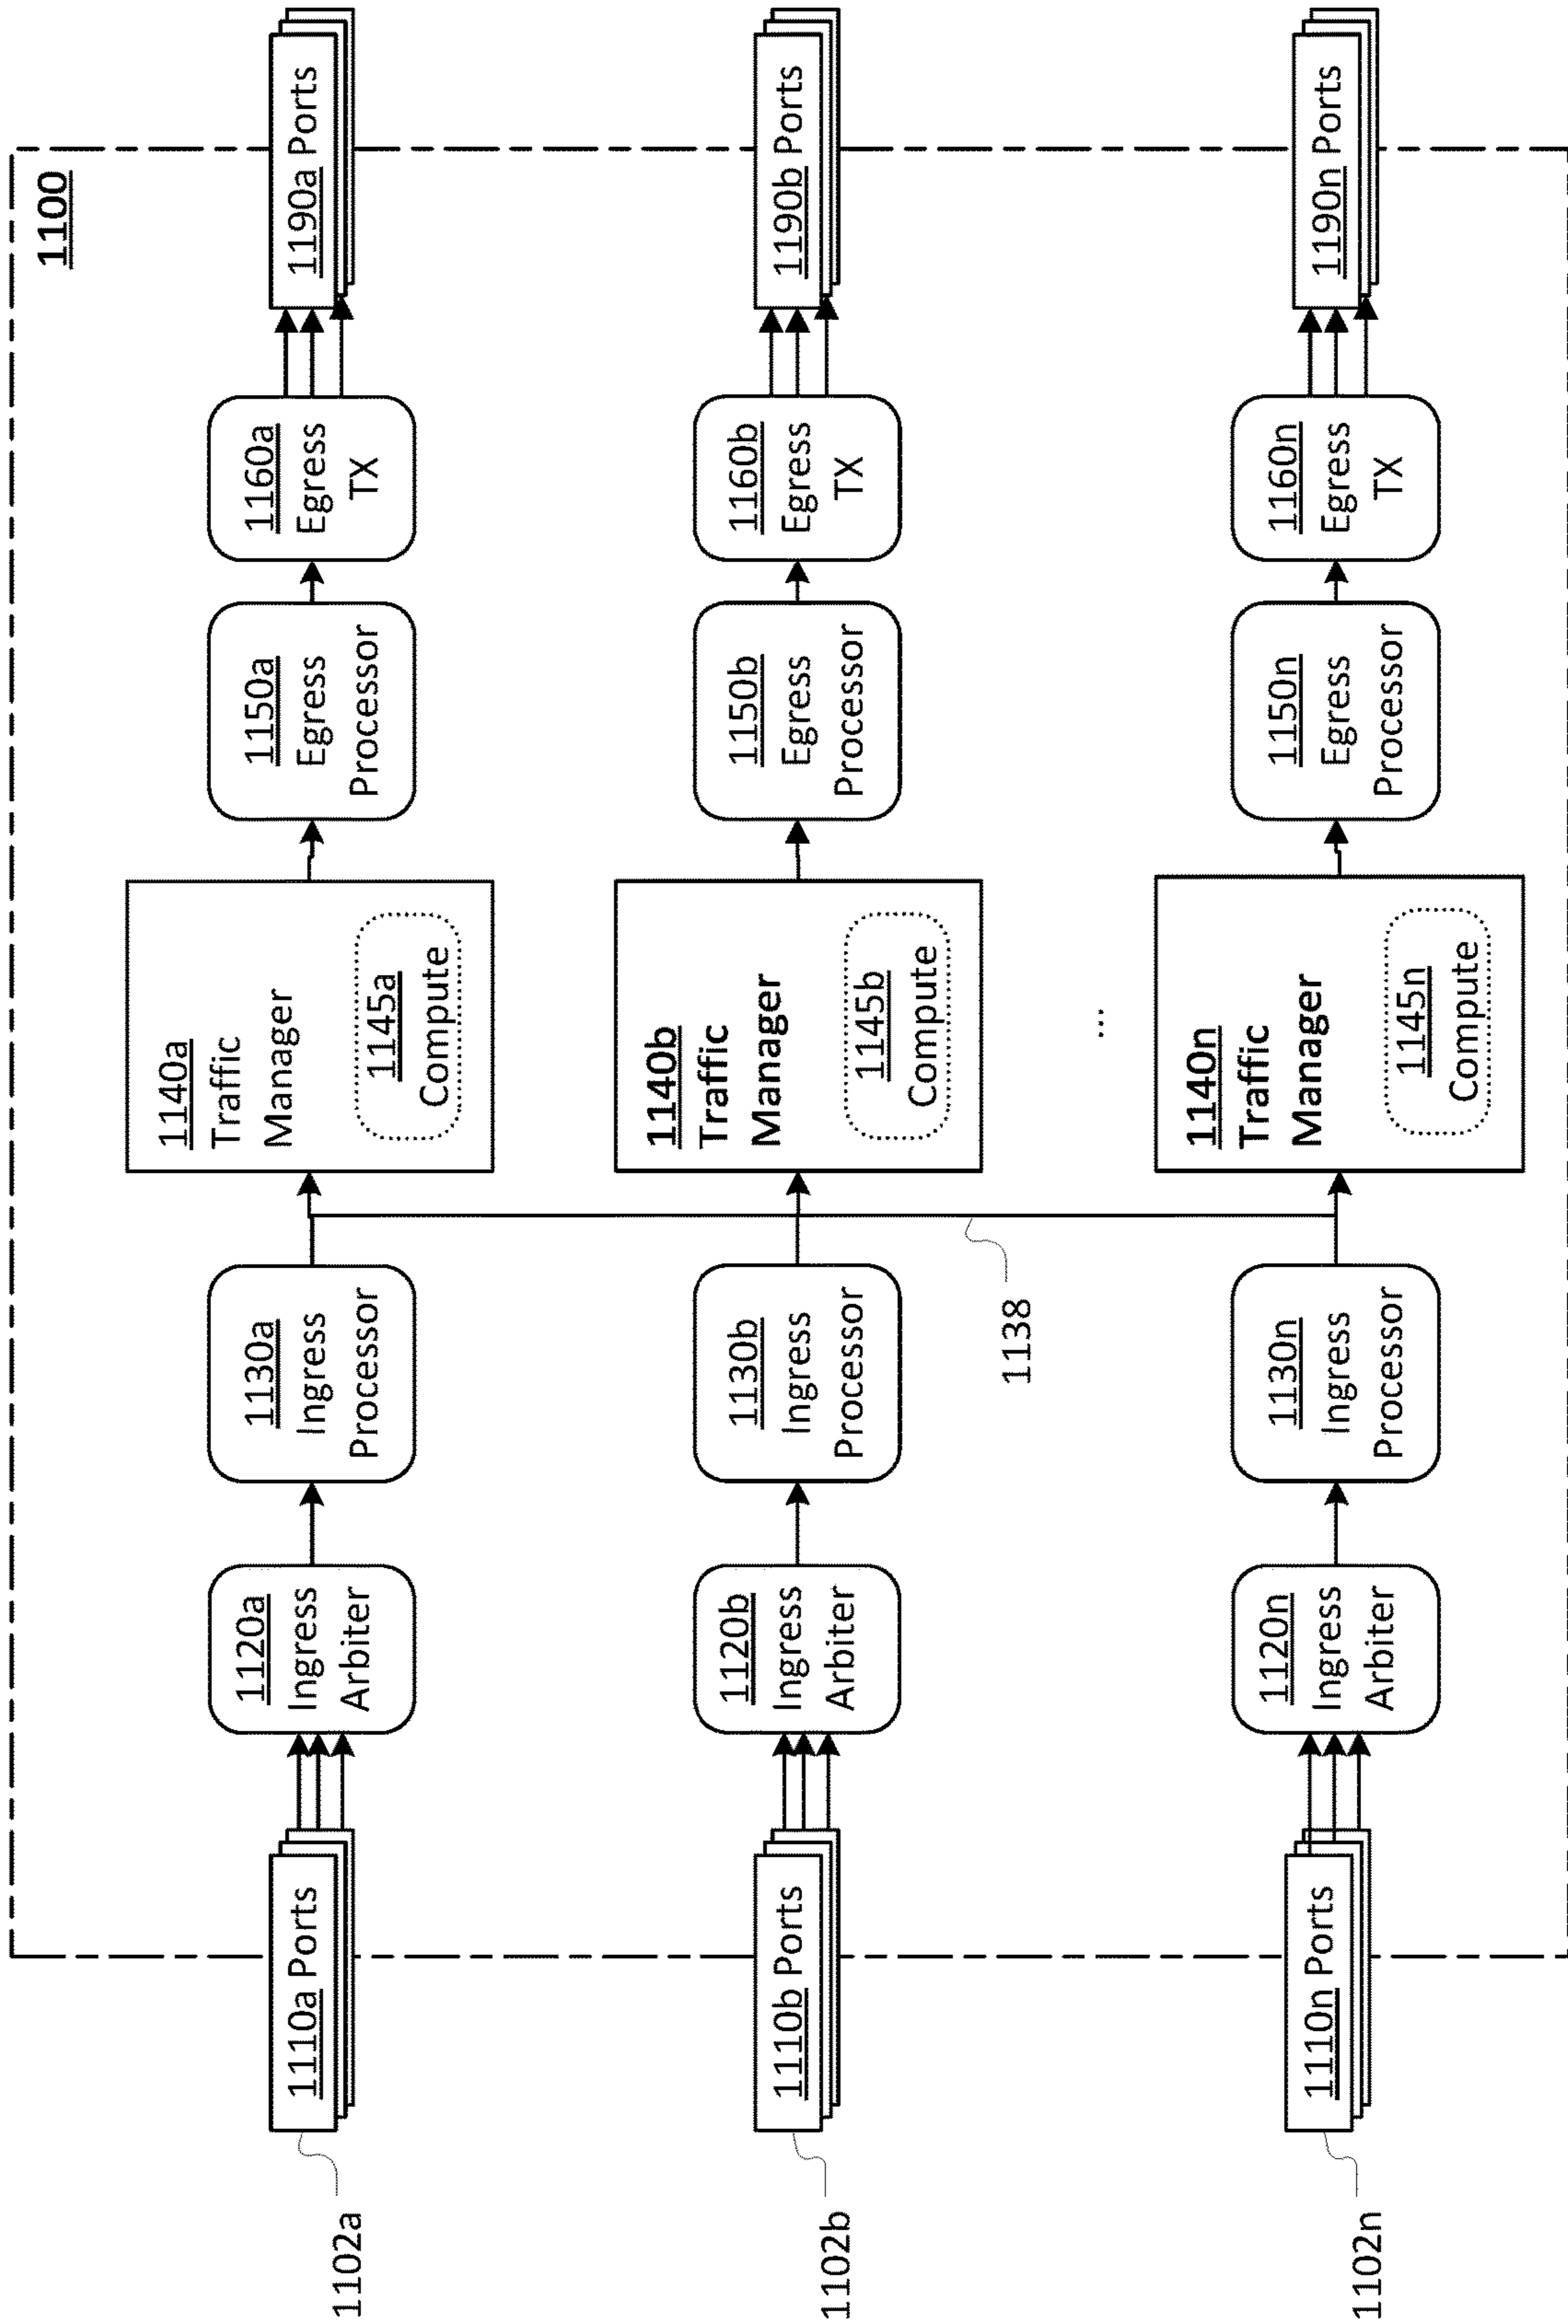 1100
1102a
1110a Ports
1120a
Ingress
Arbiter
1130a
Ingress
Processor
1140a
Traffic
Manager
1145a
Compute
1150a
Egress
Processor
1160a
Egress
TX
1190a Ports
1102b
1110b Ports
1120b
Ingress
Arbiter
1130b
Ingress
Processor
1138
1140b
Traffic
Manager
1145b
Compute
1150b
Egress
Processor
1160b
Egress
TX
1190b Ports
...
1102n
1110n Ports
1120n
Ingress
Arbiter
1130n
Ingress
Processor
1140n
Traffic
Manager
1145n
Compute
1150n
Egress
Processor
1160n
Egress
TX
1190n Ports